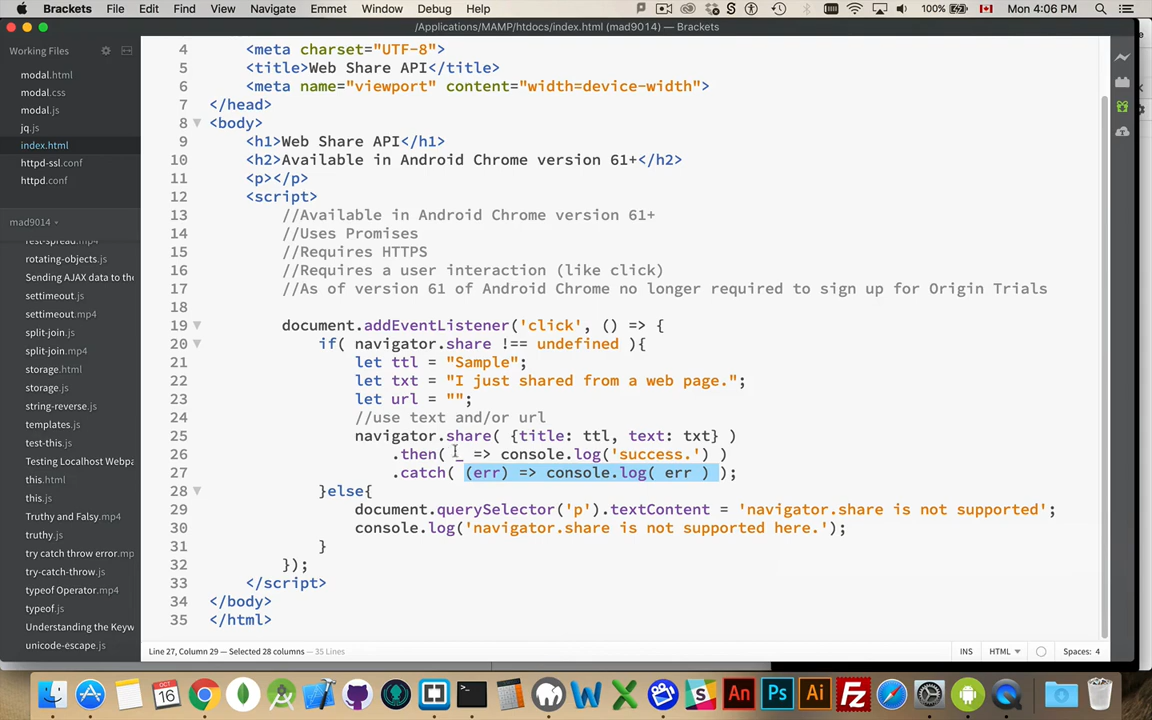 Brackets File Edit Find View Navigate Emmet Window Debug Help 100% Mon 4:06 PM
/Applications/MAMP/htdocs/index.html (mad9014) — Brackets
Working Files
modal.html
modal.css
modal.js
jq.js
index.html
httpd-ssl.conf
httpd.conf
mad9014
rest-spread.mp4
rotating-objects.js
Sending AJAX data to the
settimeout.js
settimeout.mp4
split-join.js
split-join.mp4
storage.html
storage.js
string-reverse.js
templates.js
test-this.js
Testing Localhost Webpa
this.html
this.js
Truthy and Falsy.mp4
truthy.js
try catch throw error.mp
try-catch-throw.js
typeof Operator.mp4
typeof.js
Understanding the Keyw
unicode-escape.js
4 <meta charset="UTF-8">
5 <title>Web Share API</title>
6 <meta name="viewport" content="width=device-width">
7 </head>
8 <body>
9 <h1>Web Share API</h1>
10 <h2>Available in Android Chrome version 61+</h2>
11 <p></p>
12 <script>
13 //Available in Android Chrome version 61+
14 //Uses Promises
15 //Requires HTTPS
16 //Requires a user interaction (like click)
17 //As of version 61 of Android Chrome no longer required to sign up for Origin Trials
18
19 document.addEventListener('click', () => {
20 if( navigator.share !== undefined ){
21 let ttl = "Sample";
22 let txt = "I just shared from a web page.";
23 let url = "";
24 //use text and/or url
25 navigator.share( {title: ttl, text: txt} )
26 .then( _ => console.log('success.') )
27 .catch( (err) => console.log( err ) );
28 }else{
29 document.querySelector('p').textContent = 'navigator.share is not supported';
30 console.log('navigator.share is not supported here.');
31 }
32 });
33 </script>
34 </body>
35 </html>
Line 27, Column 29 — Selected 28 columns — 35 Lines INS HTML Spaces: 4
OCT 16 An Ps Ai Fz